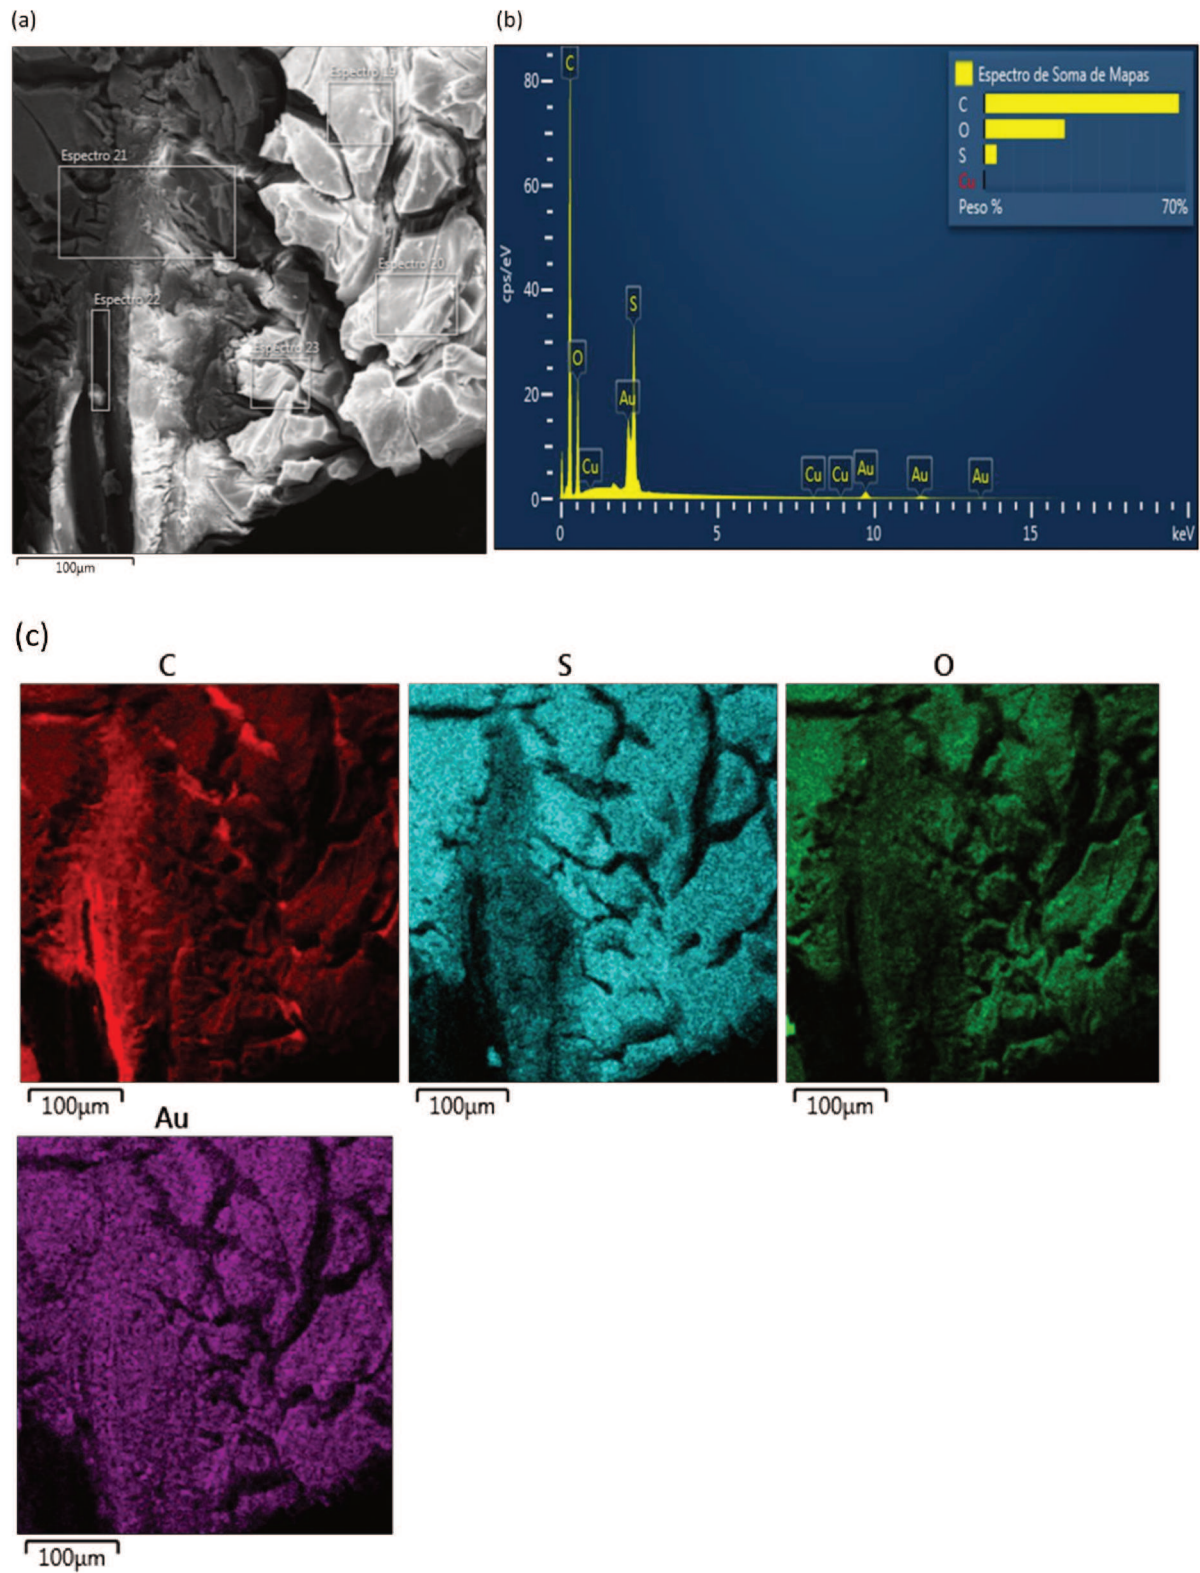 (a)
Espectro 19
Espectro 21
Espectro 20
Espectro 22
Espectro 23
100µm
(b)
C
80
60
cps/eV
40
S
O
20
Au
Cu
Cu
Cu
Au
Au
Au
0
0
5
10
15
keV
Espectro de Soma de Mapas
C
O
S
Cu
Peso %
70%
(c)
C
S
O
100µm
100µm
100µm
Au
100µm